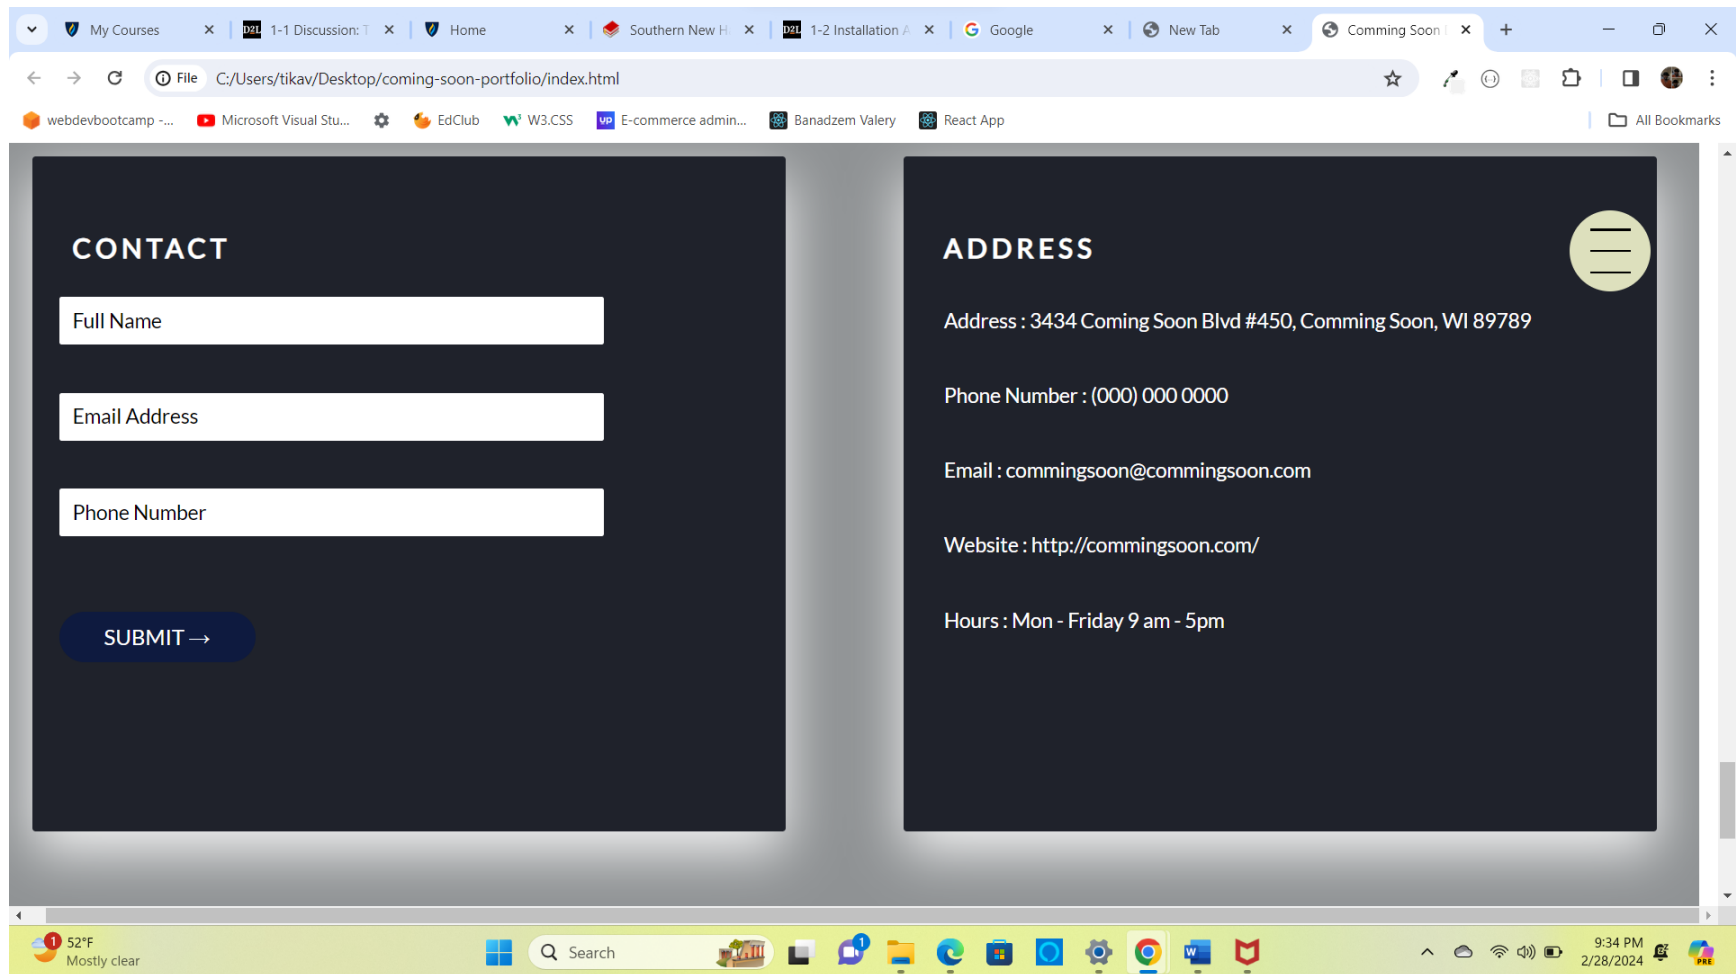 My Courses
1-1 Discussion: T
Home
Southern New H
1-2 Installation A
Google
New Tab
Comming Soon
File
C:/Users/tikav/Desktop/coming-soon-portfolio/index.html
webdevbootcamp -...
Microsoft Visual Stu...
EdClub
W3.CSS
E-commerce admin...
Banadzem Valery
React App
All Bookmarks
CONTACT
Full Name
Email Address
Phone Number
SUBMIT→
ADDRESS
Address : 3434 Coming Soon Blvd #450, Comming Soon, WI 89789
Phone Number : (000) 000 0000
Email : commingsoon@commingsoon.com
Website : http://commingsoon.com/
Hours : Mon - Friday 9 am - 5pm
1
52°F
Mostly clear
Search
1
9:34 PM
2/28/2024
PRE